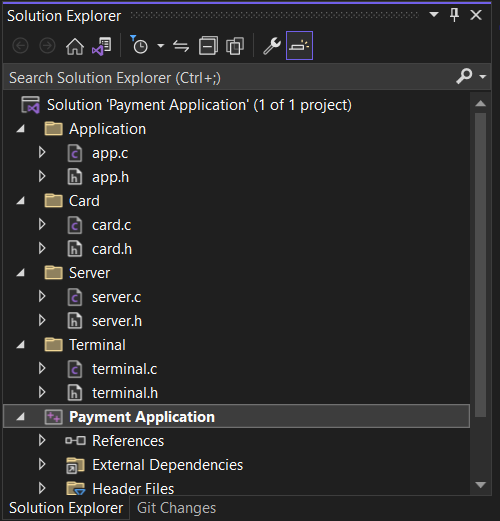 Solution Explorer
Search Solution Explorer (Ctrl+;)
Solution 'Payment Application' (1 of 1 project)
Application
app.c
app.h
Card
card.c
card.h
Server
server.c
server.h
Terminal
terminal.c
terminal.h
Payment Application
References
External Dependencies
Header Files
Solution Explorer Git Changes